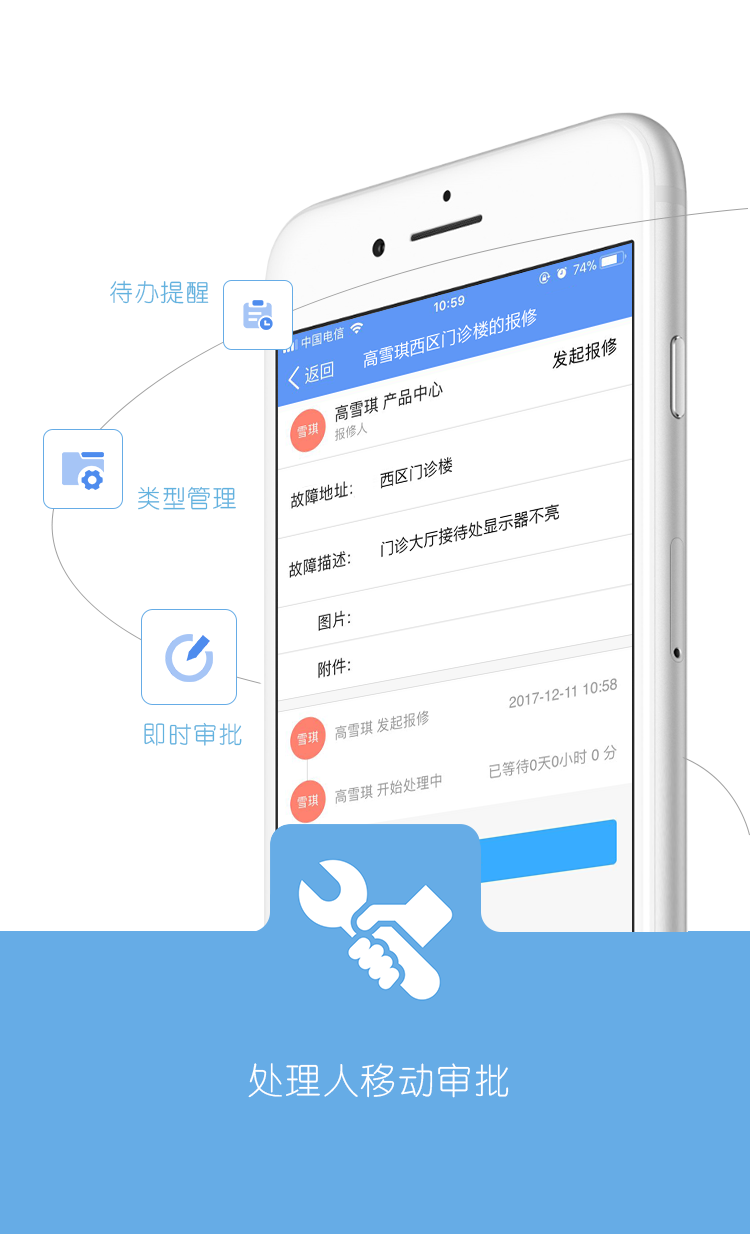 待办提醒
类型管理
即时审批
中国电信
10:59
74%
返回
高雪琪西区门诊楼的报修
雪琪
高雪琪 产品中心
报修人
发起报修
故障地址:
西区门诊楼
故障描述:
门诊大厅接待处显示器不亮
图片:
附件:
雪琪
高雪琪 发起报修
2017-12-11 10:58
雪琪
高雪琪 开始处理中
已等待0天0小时 0 分
处理人移动审批